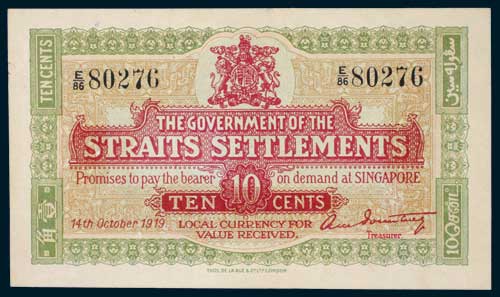 TEN CENTS
E/86 80276
E/86 80276
THE GOVERNMENT OF THE
STRAITS SETTLEMENTS
Promises to pay the bearer on demand at SINGAPORE
TEN 10 CENTS
14th October 1919.
LOCAL CURRENCY FOR
VALUE RECEIVED.
Treasurer.
壹角
THOS. DE LA RUE & CO. LTD. LONDON